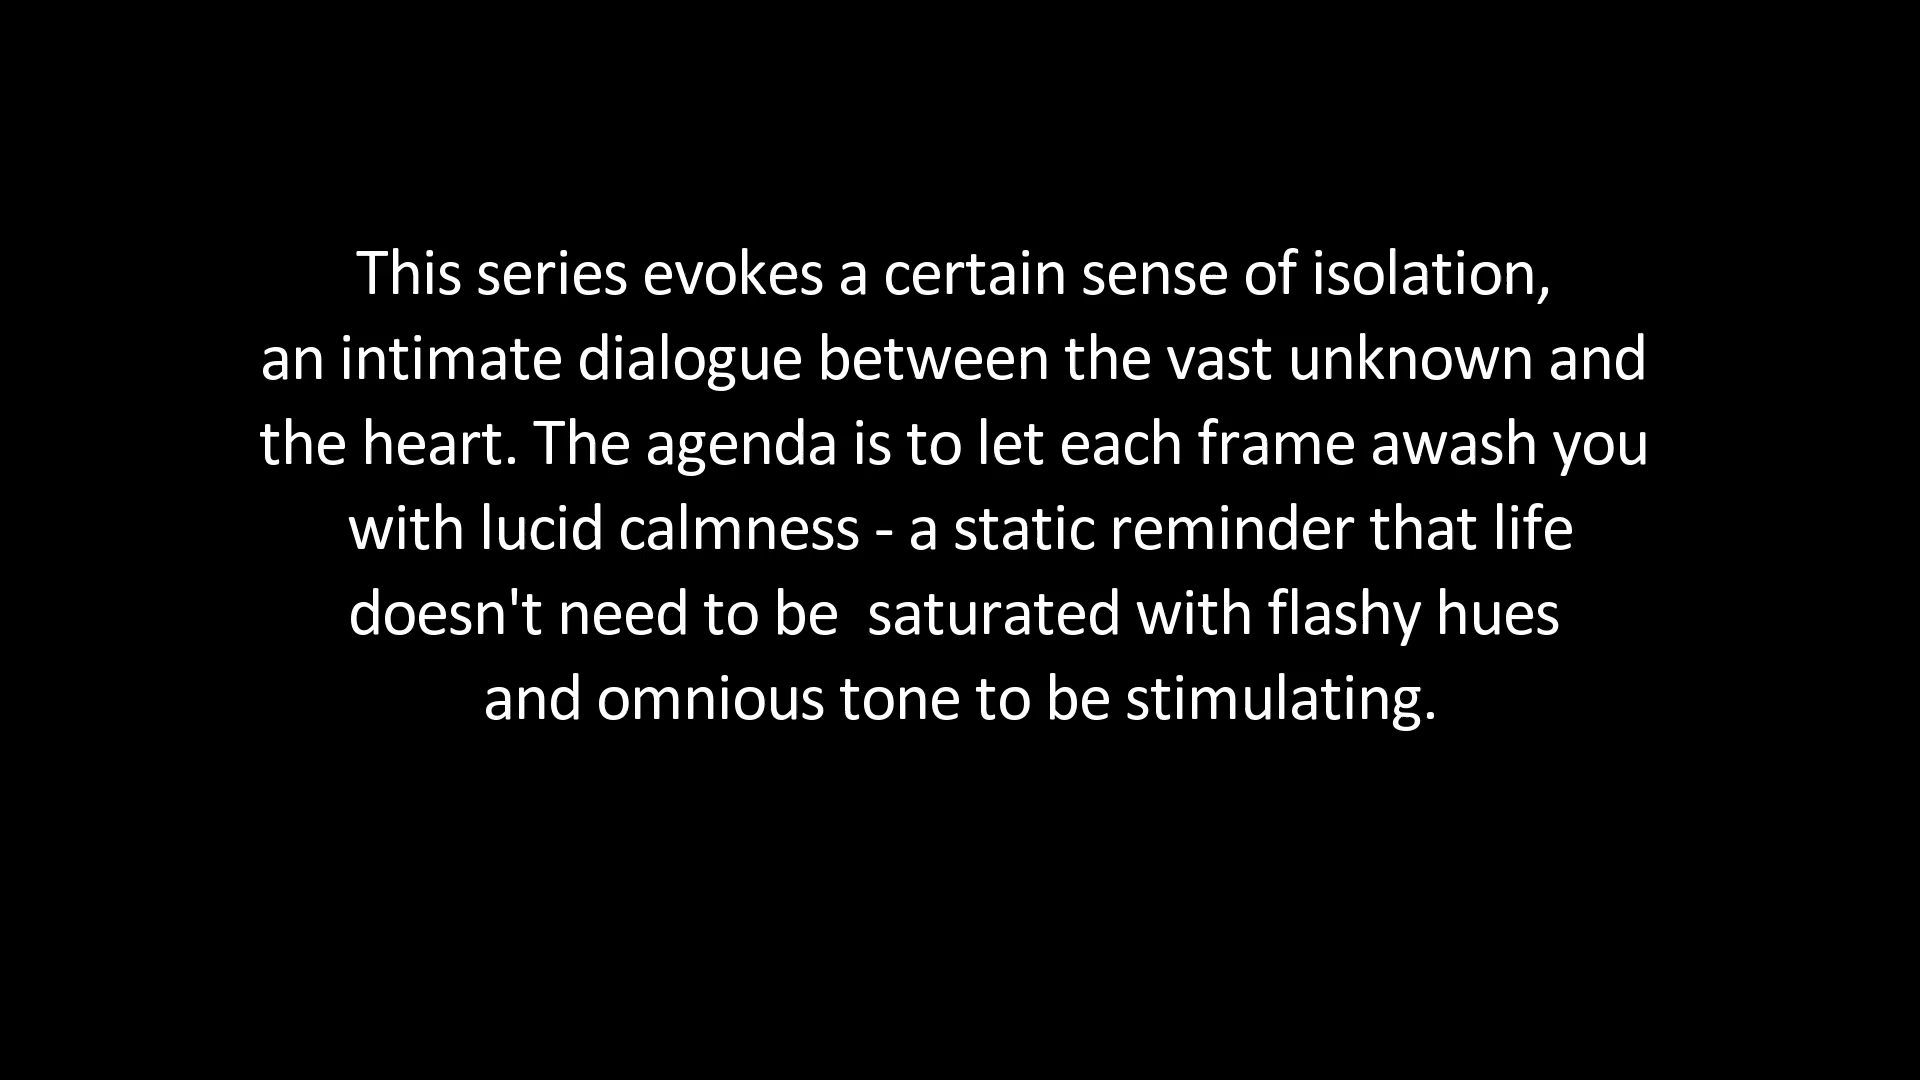 This series evokes a certain sense of isolation,
an intimate dialogue between the vast unknown and
the heart. The agenda is to let each frame awash you
with lucid calmness - a static reminder that life
doesn't need to be  saturated with flashy hues
and omnious tone to be stimulating.